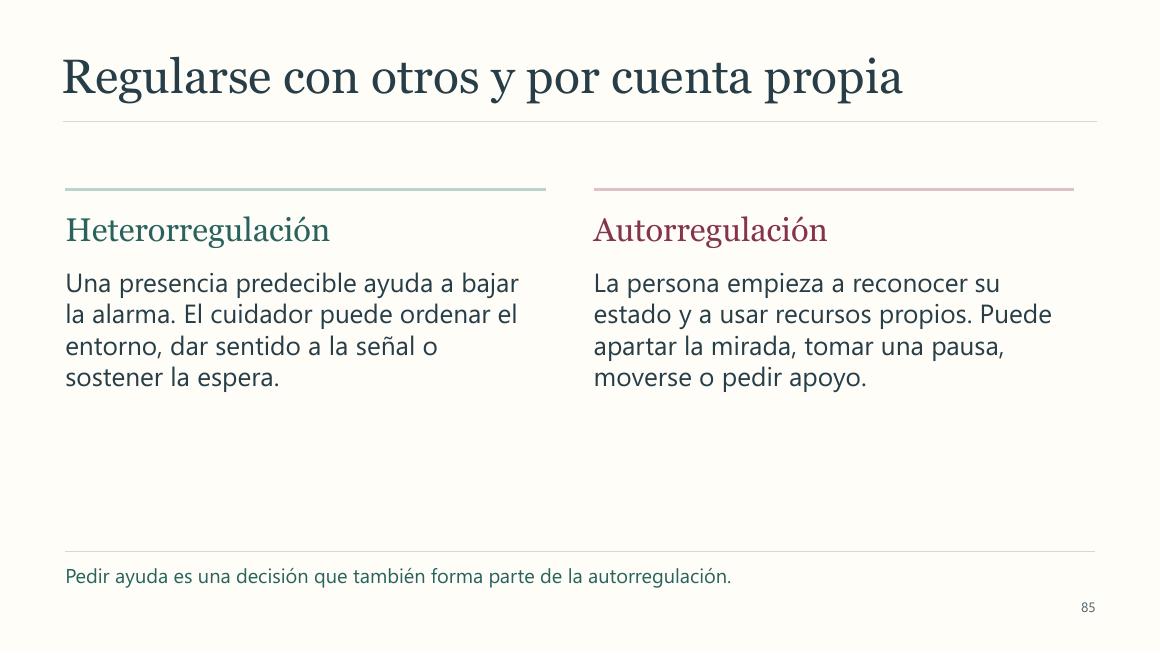 Regularse con otros y por cuenta propia
Heterorregulación
Una presencia predecible ayuda a bajar
la alarma. El cuidador puede ordenar el
entorno, dar sentido a la señal o
sostener la espera.
Autorregulación
La persona empieza a reconocer su
estado y a usar recursos propios. Puede
apartar la mirada, tomar una pausa,
moverse o pedir apoyo.
Pedir ayuda es una decisión que también forma parte de la autorregulación.
85